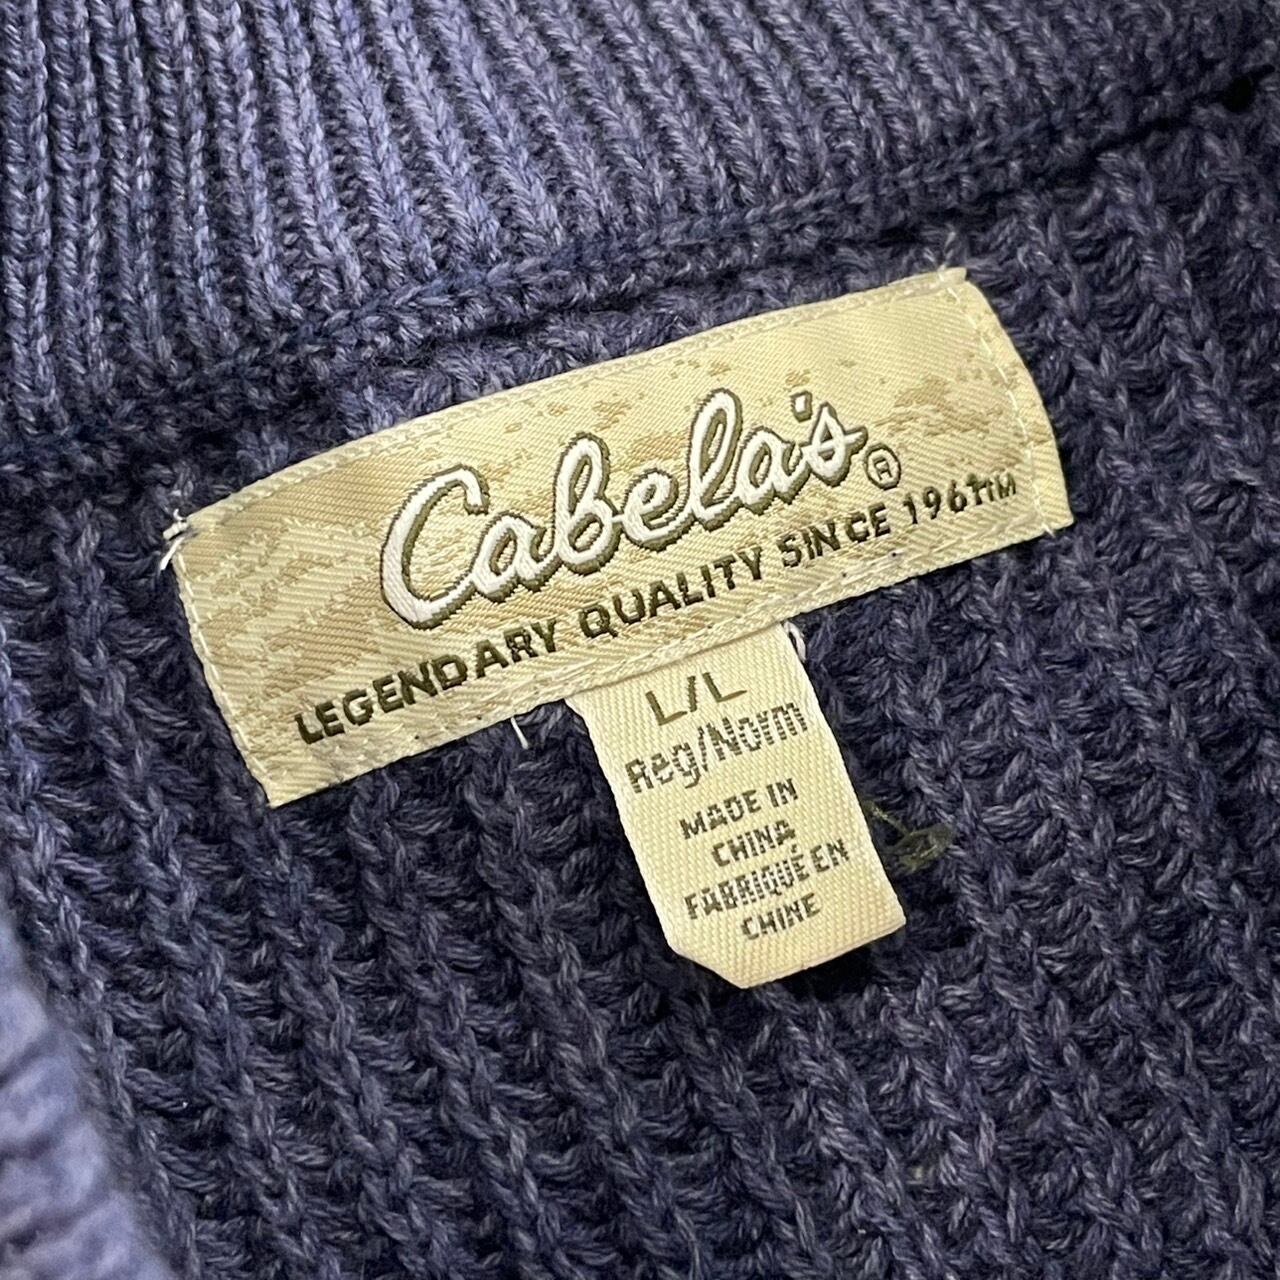 Cabela's®
LEGENDARY QUALITY SINCE 1961™
L/L
Reg/Norm
MADE IN
CHINA
FABRIQUÉ EN
CHINE